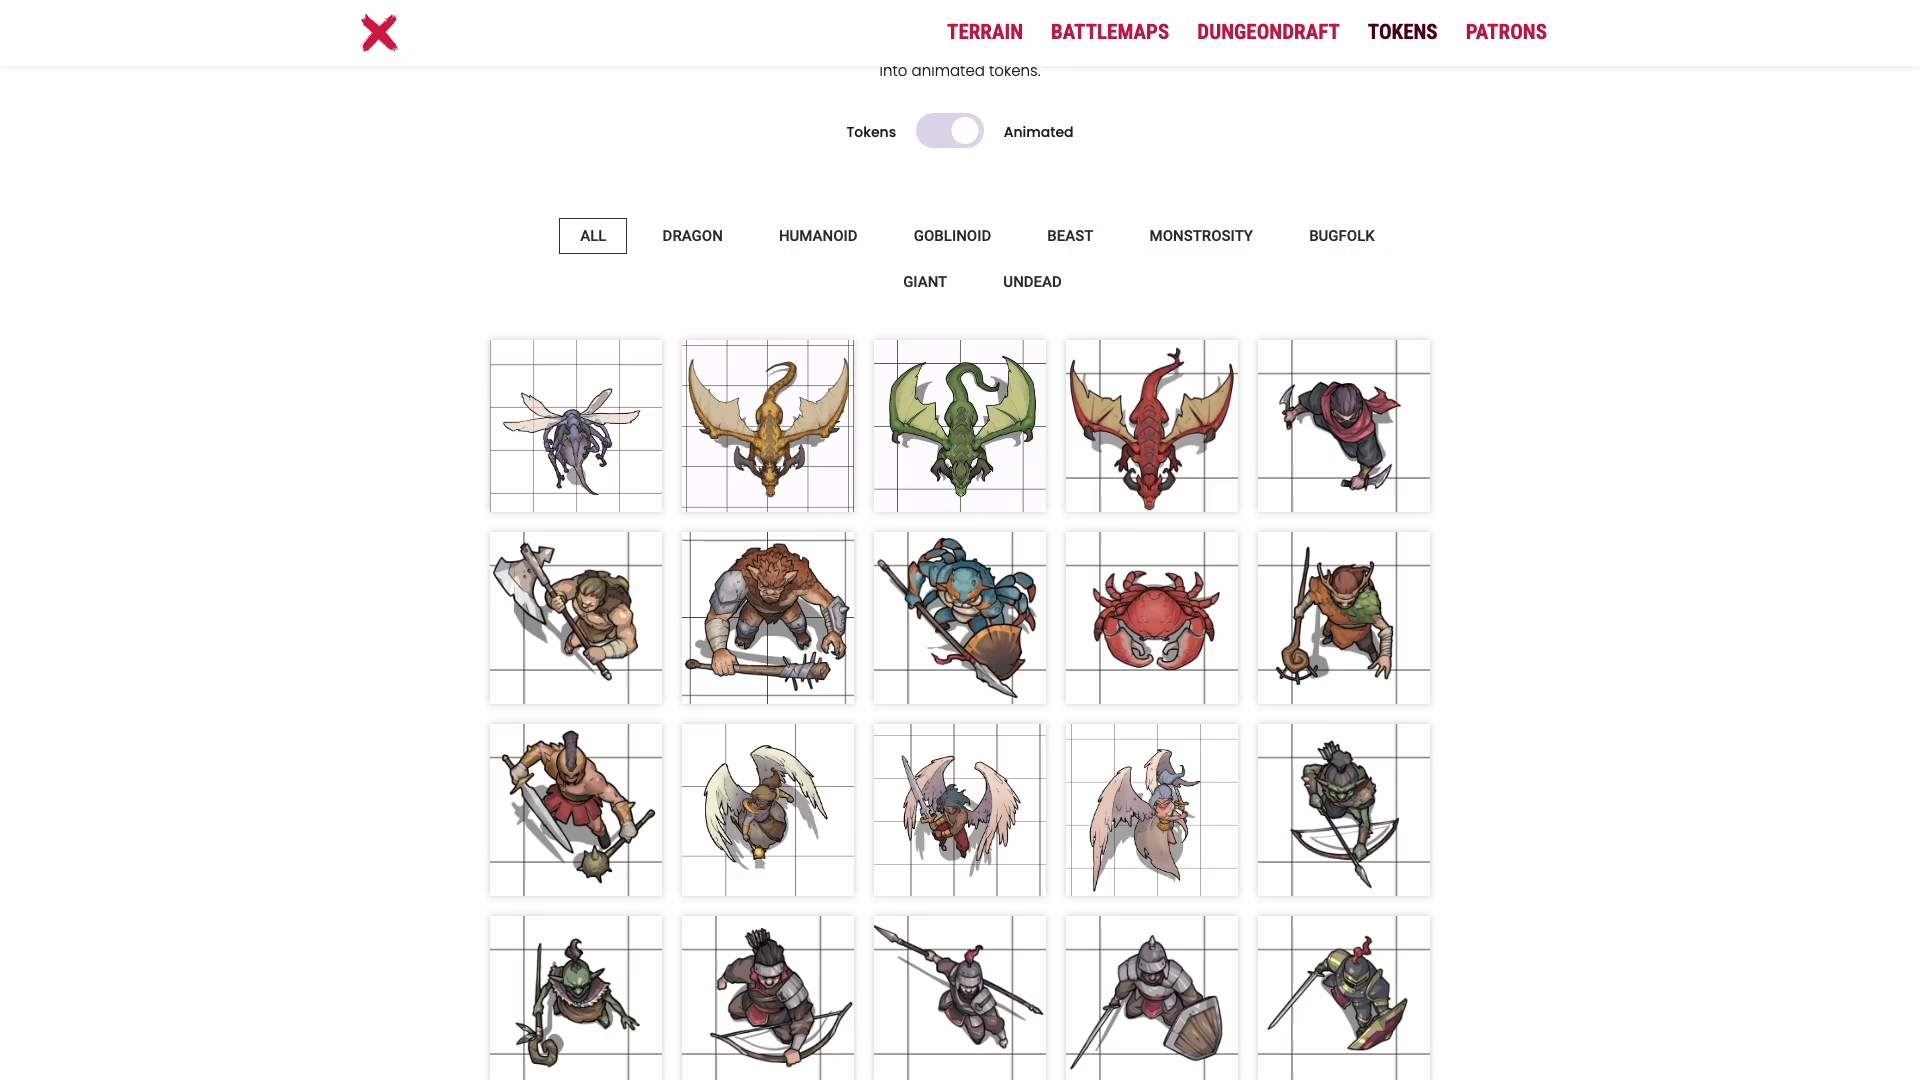 TERRAIN BATTLEMAPS DUNGEONDRAFT TOKENS PATRONS
into animated tokens.
Tokens Animated
ALL DRAGON HUMANOID GOBLINOID BEAST MONSTROSITY BUGFOLK
GIANT UNDEAD